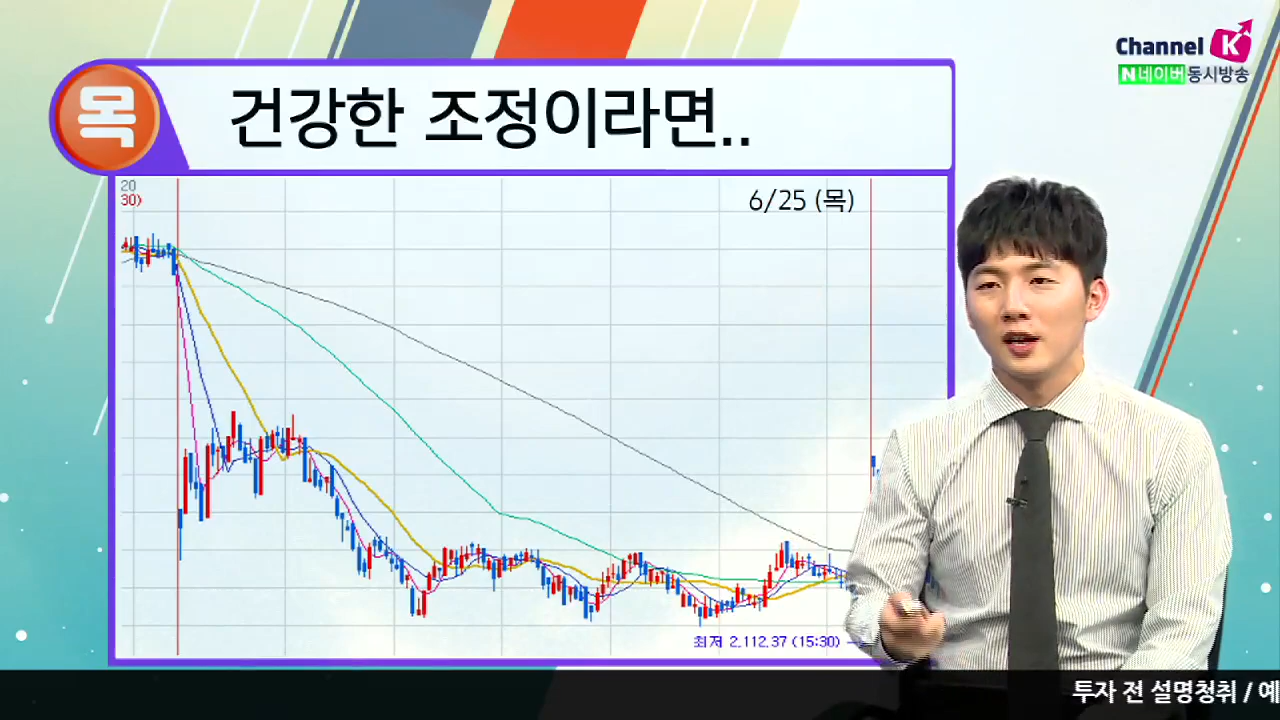 Channel K
N네이버 동시방송
목
건강한 조정이라면..
20
30)
6/25 (목)
최저 2,112.37 (15:30)
투자 전 설명청취 / 예